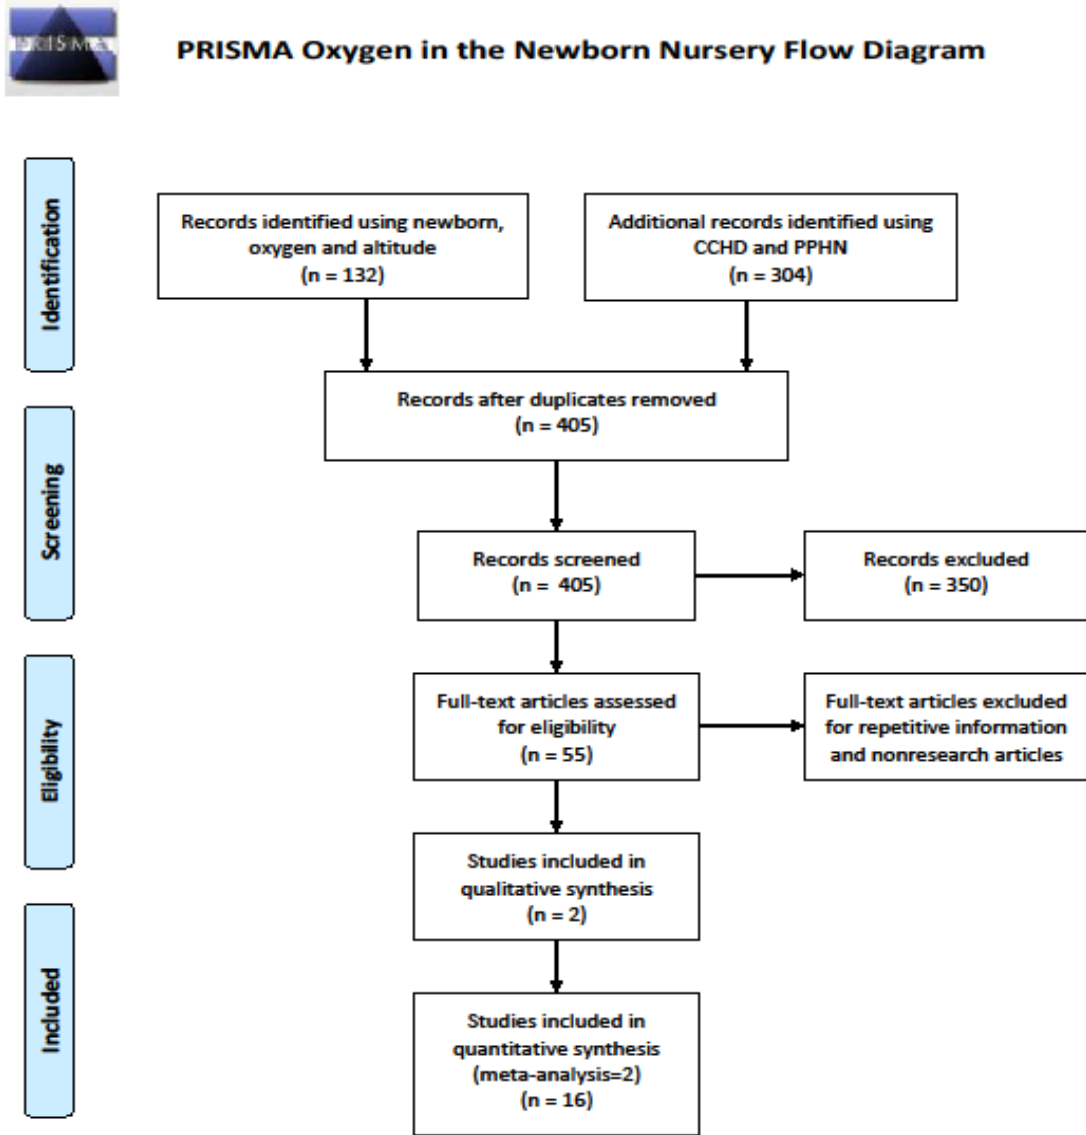 PRISMA
PRISMA Oxygen in the Newborn Nursery Flow Diagram
Identification
Records identified using newborn,
oxygen and altitude
(n = 132)
Additional records identified using
CCHD and PPHN
(n = 304)
Records after duplicates removed
(n = 405)
Screening
Records screened
(n = 405)
Records excluded
(n = 350)
Eligibility
Full-text articles assessed
for eligibility
(n = 55)
Full-text articles excluded
for repetitive information
and nonresearch articles
Studies included in
qualitative synthesis
(n = 2)
Included
Studies included in
quantitative synthesis
(meta-analysis=2)
(n = 16)